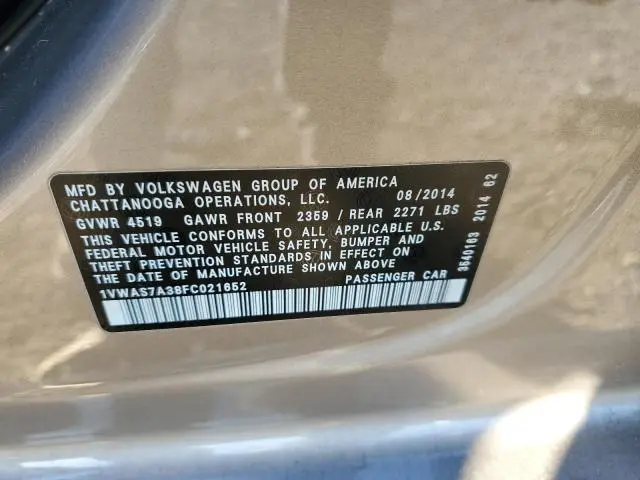 MFD BY VOLKSWAGEN GROUP OF AMERICA
CHATTANOOGA OPERATIONS, LLC. 08/2014
GVWR 4519 GAWR FRONT 2359 / REAR 2271 LBS
THIS VEHICLE CONFORMS TO ALL APPLICABLE U.S.
FEDERAL MOTOR VEHICLE SAFETY, BUMPER AND
THEFT PREVENTION STANDARDS IN EFFECT ON
THE DATE OF MANUFACTURE SHOWN ABOVE
1VWAS7A38FC021652 PASSENGER CAR
3540163 2014 62